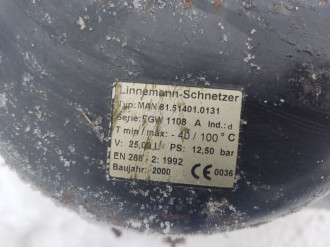 Linnemann-Schnetzer
Typ: MAN 81.51401.0131
Serie: FGW 1108 A Ind.: d
T min / max: - 40 / 100 ° C
V: 25,00 L PS: 12,50 bar
EN 286 - 2: 1992
Baujahr: 2000 CE 0036